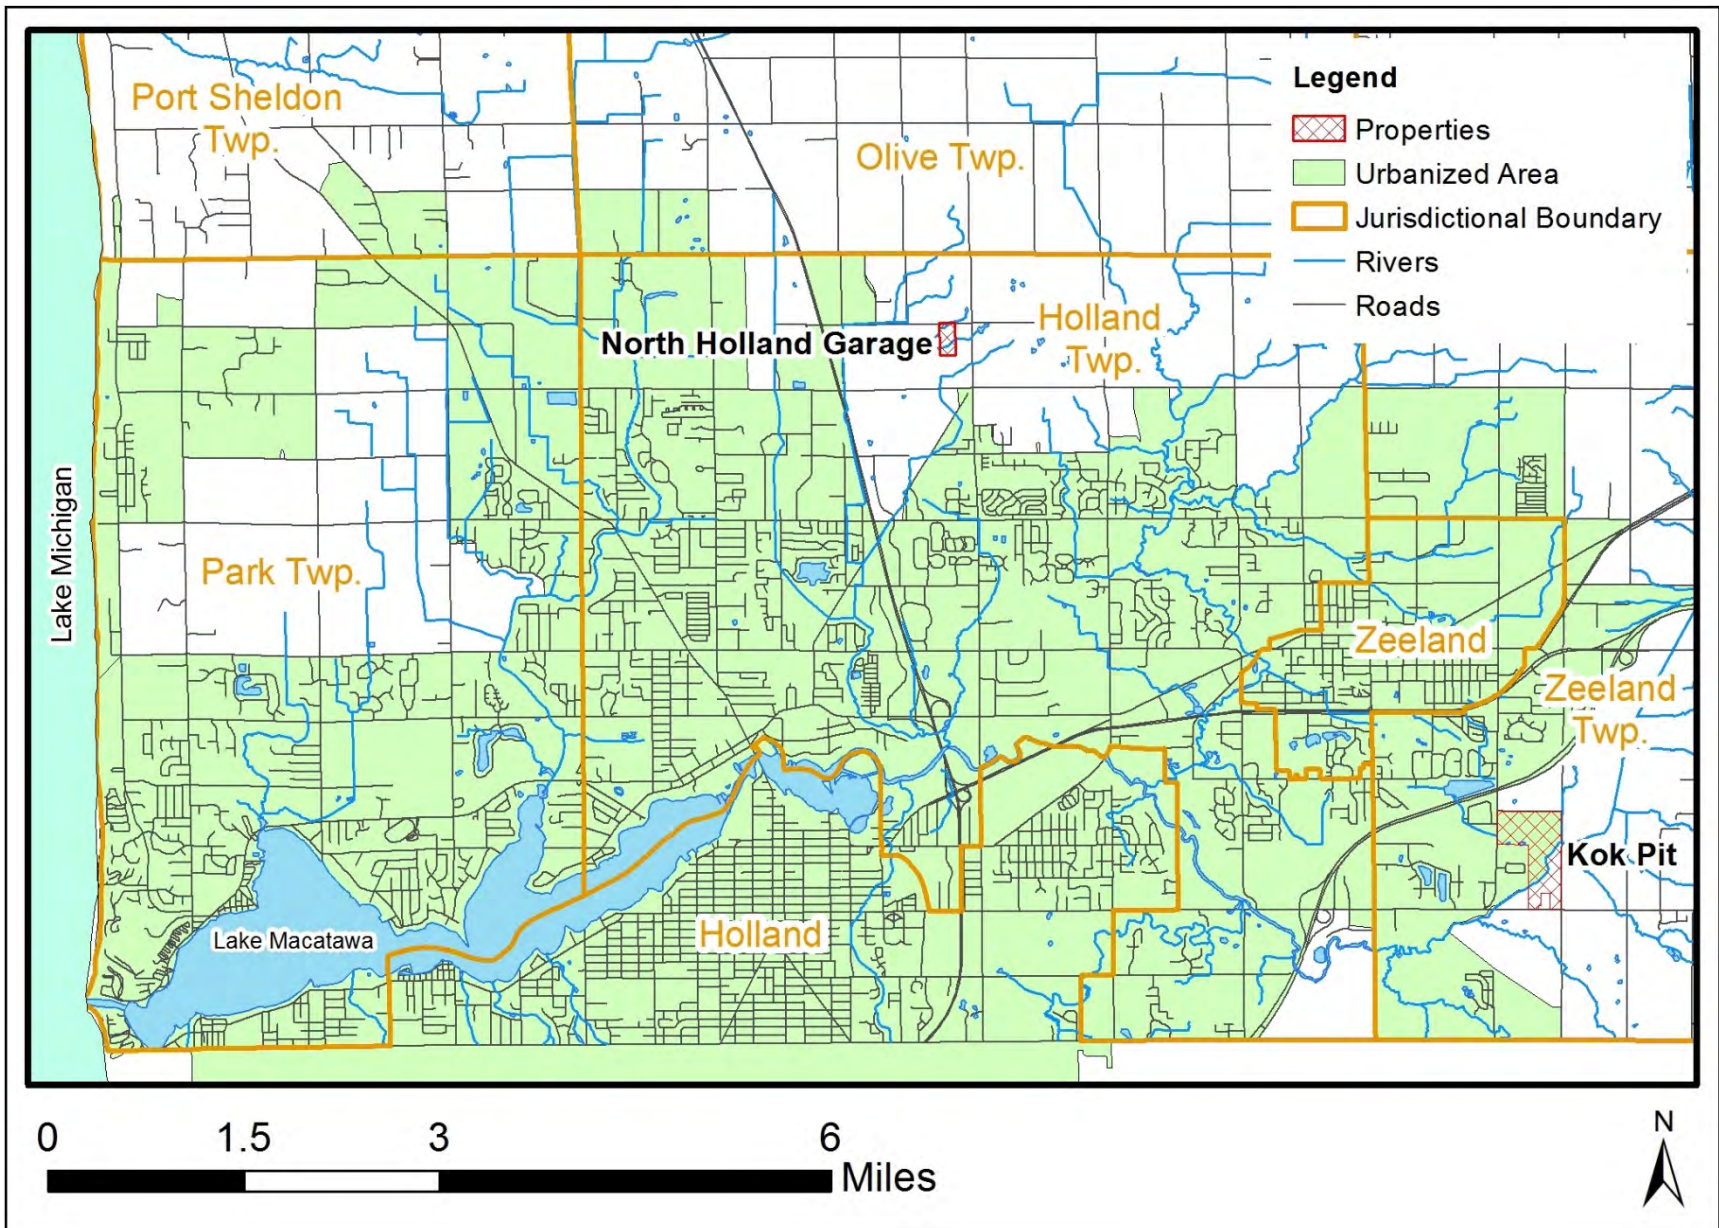 Port Sheldon
Twp.
Olive Twp.
Legend
Properties
Urbanized Area
Jurisdictional Boundary
Rivers
Roads
North Holland Garage
Holland
Twp.
Lake Michigan
Park Twp.
Zeeland
Zeeland
Twp.
Kok Pit
Lake Macatawa
Holland
0 1.5 3 6
Miles
N